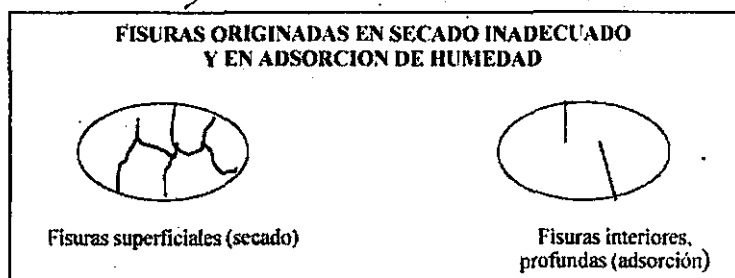 FISURAS ORIGINADAS EN SECADO INADECUADO
Y EN ADSORCION DE HUMEDAD
Fisuras superficiales (secado)
Fisuras interiores,
profundas (adsorción)